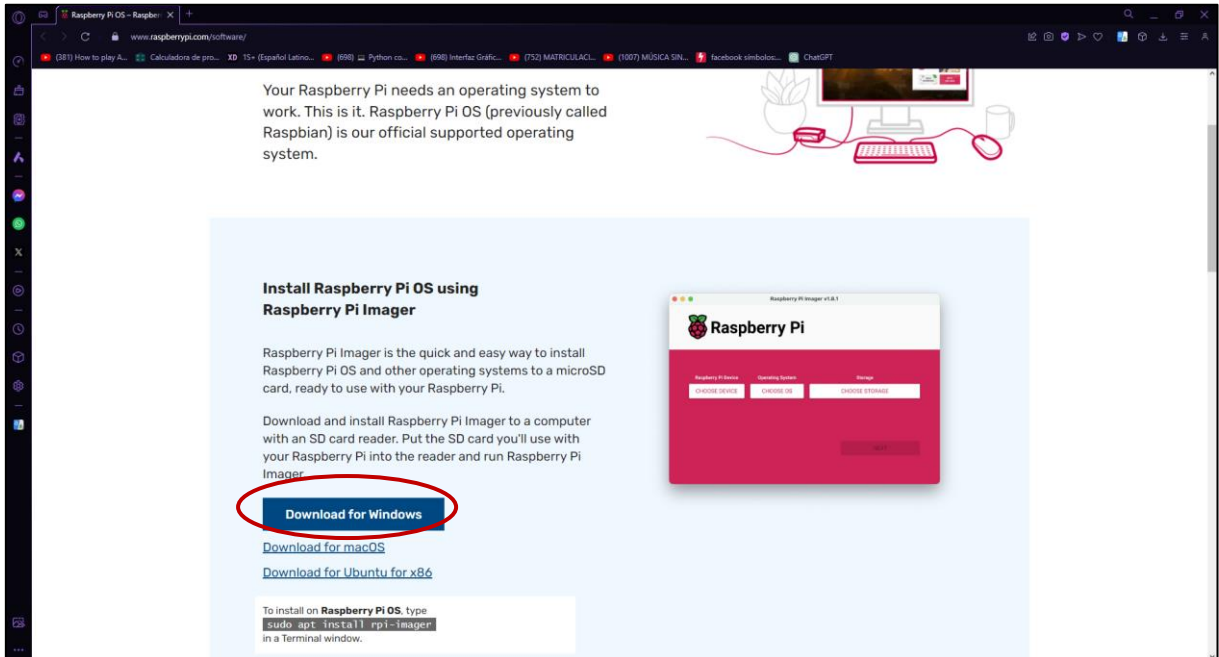 Raspberry Pi OS – Raspber
www.raspberrypi.com/software/
(381) How to play A... Calculadora de pro... XD 15+ (Español Latino... (698) Python co... (698) Interfaz Gráfic... (752) MATRICULACI... (1007) MÚSICA SIN... facebook símbolos:... ChatGPT
Your Raspberry Pi needs an operating system to
work. This is it. Raspberry Pi OS (previously called
Raspbian) is our official supported operating
system.
Install Raspberry Pi OS using
Raspberry Pi Imager
Raspberry Pi Imager is the quick and easy way to install
Raspberry Pi OS and other operating systems to a microSD
card, ready to use with your Raspberry Pi.
Download and install Raspberry Pi Imager to a computer
with an SD card reader. Put the SD card you'll use with
your Raspberry Pi into the reader and run Raspberry Pi
Imager.
Download for Windows
Download for macOS
Download for Ubuntu for x86
To install on Raspberry Pi OS, type
sudo apt install rpi-imager
in a Terminal window.
Raspberry Pi Imager v1.8.1
Raspberry Pi
Raspberry Pi Device Operating System Storage
CHOOSE DEVICE CHOOSE OS CHOOSE STORAGE
NEXT